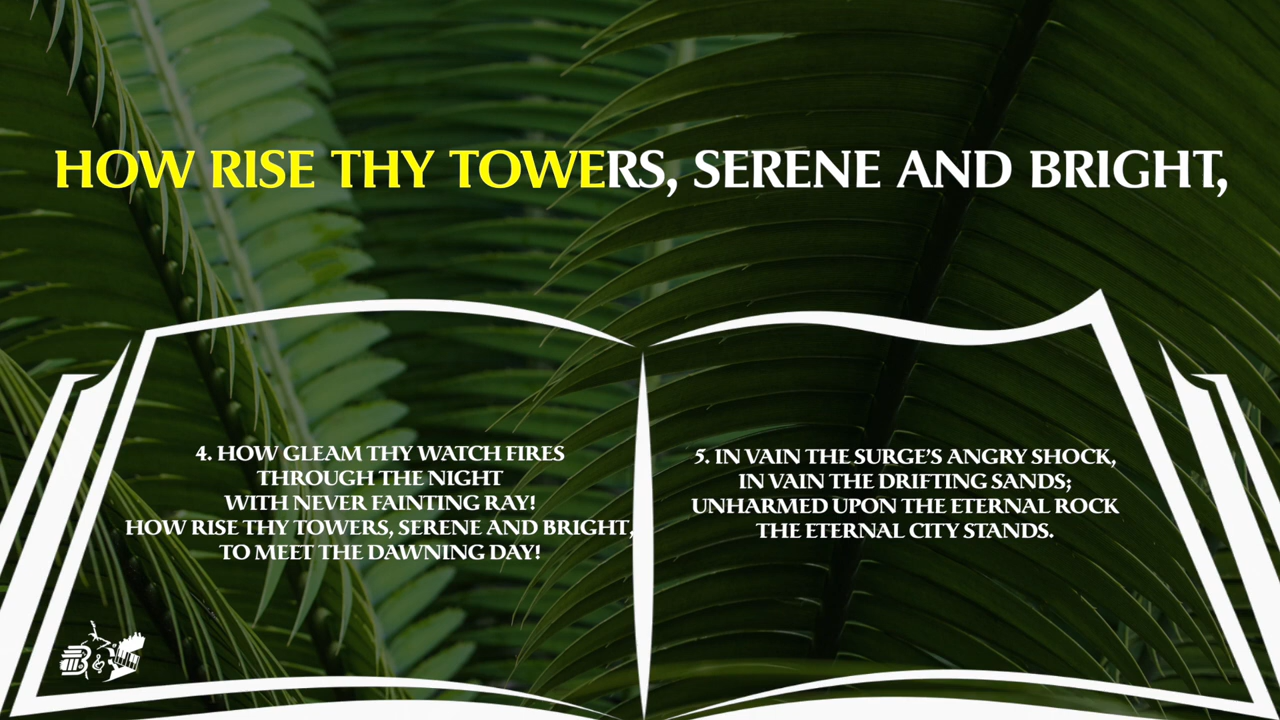 HOW RISE THY TOWERS, SERENE AND BRIGHT,
4. HOW GLEAM THY WATCH FIRES
THROUGH THE NIGHT
WITH NEVER FAINTING RAY!
HOW RISE THY TOWERS, SERENE AND BRIGHT,
TO MEET THE DAWNING DAY!
5. IN VAIN THE SURGE'S ANGRY SHOCK,
IN VAIN THE DRIFTING SANDS;
UNHARMED UPON THE ETERNAL ROCK
THE ETERNAL CITY STANDS.